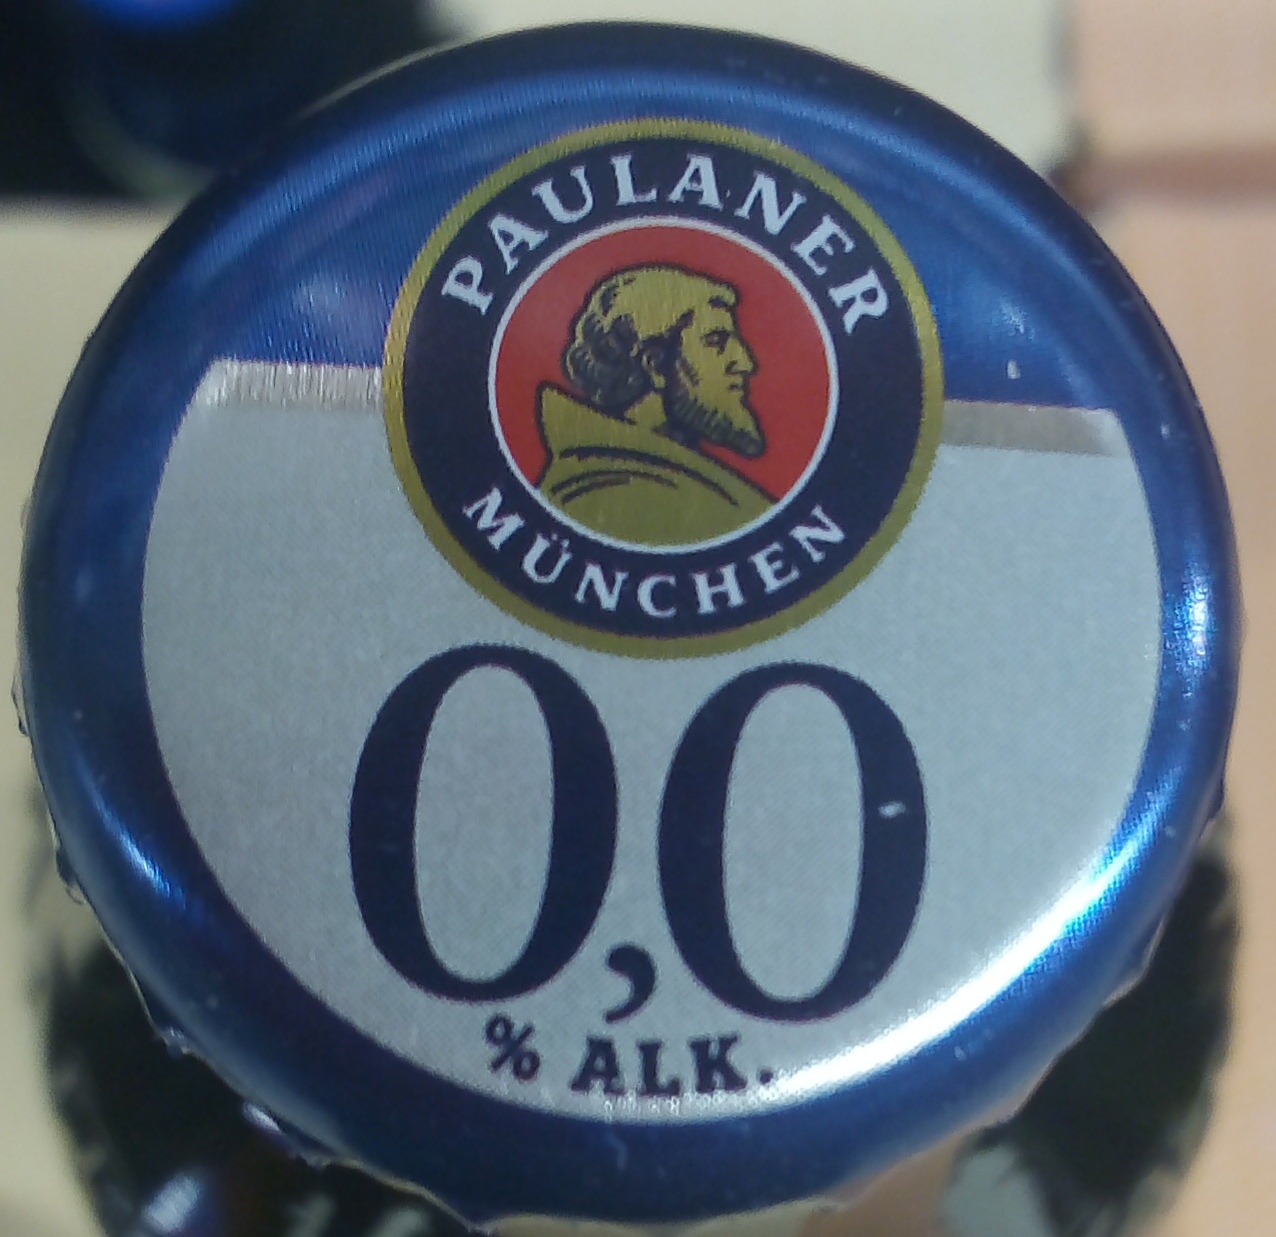 PAULANER
MÜNCHEN
0,0
% ALK.